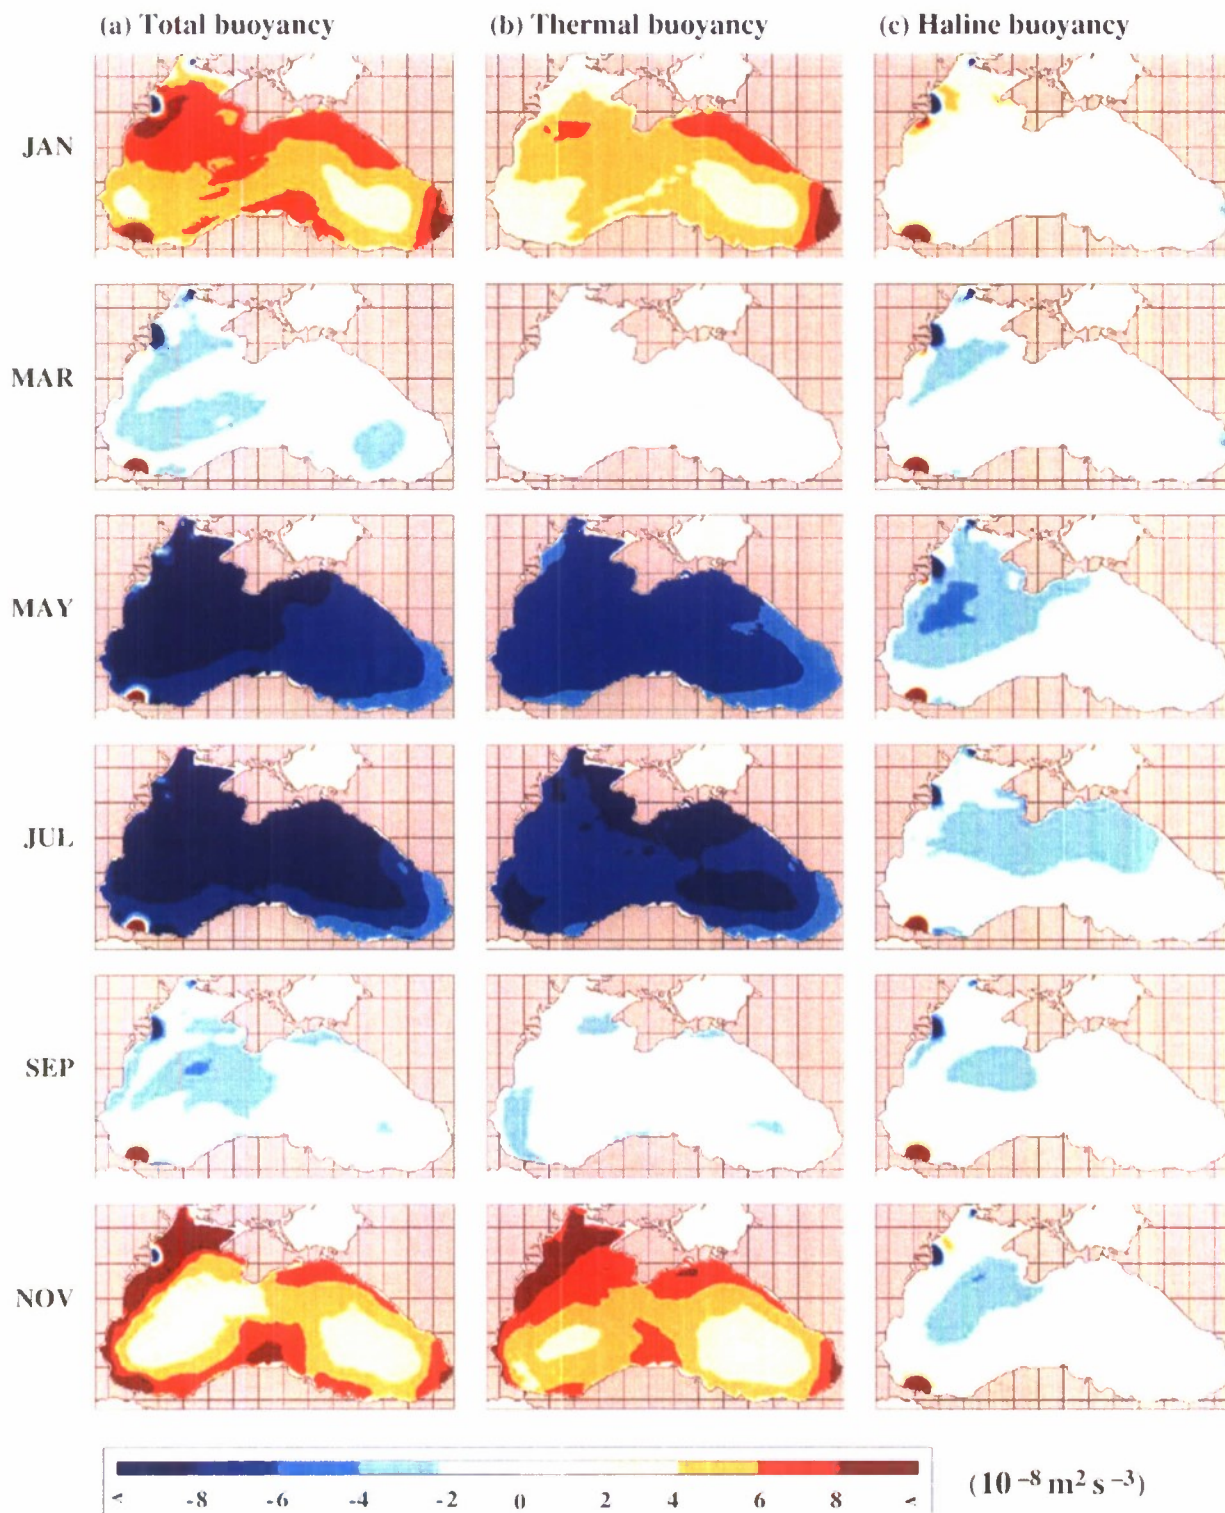 (a) Total buoyancy (b) Thermal buoyancy (c) Haline buoyancy
JAN
MAR
MAY
JUL
SEP
NOV
< -8 -6 -4 -2 0 2 4 6 8 <
(10 ⁻⁸ m² s ⁻³)